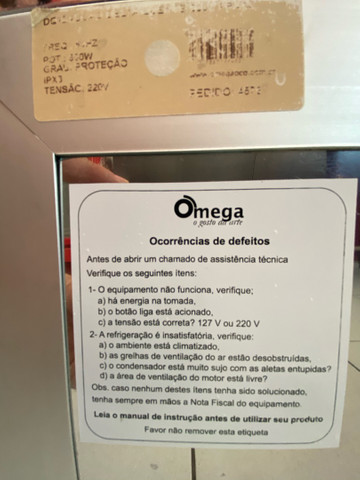 POT
GRAU PROTEÇÃO
IPX
TENSÃO. 220V
PEDIDO
Omega
o gosto da arte
Ocorrências de defeitos
Antes de abrir um chamado de assistência técnica
Verifique os seguintes itens:
1- O equipamento não funciona, verifique;
a) há energia na tomada,
b) o botão liga está acionado,
c) a tensão está correta? 127 V ou 220 V
2- A refrigeração é insatisfatória, verifique:
a) o ambiente está climatizado,
b) as grelhas de ventilação do ar estão desobstruídas,
c) o condensador está muito sujo com as aletas entupidas?
d) a área de ventilação do motor está livre?
Obs. caso nenhum destes Itens tenha sido solucionado,
tenha sempre em mãos a Nota Fiscal do equipamento.
Leia o manual de instrução antes de utilizar seu produto
Favor não remover esta etiqueta